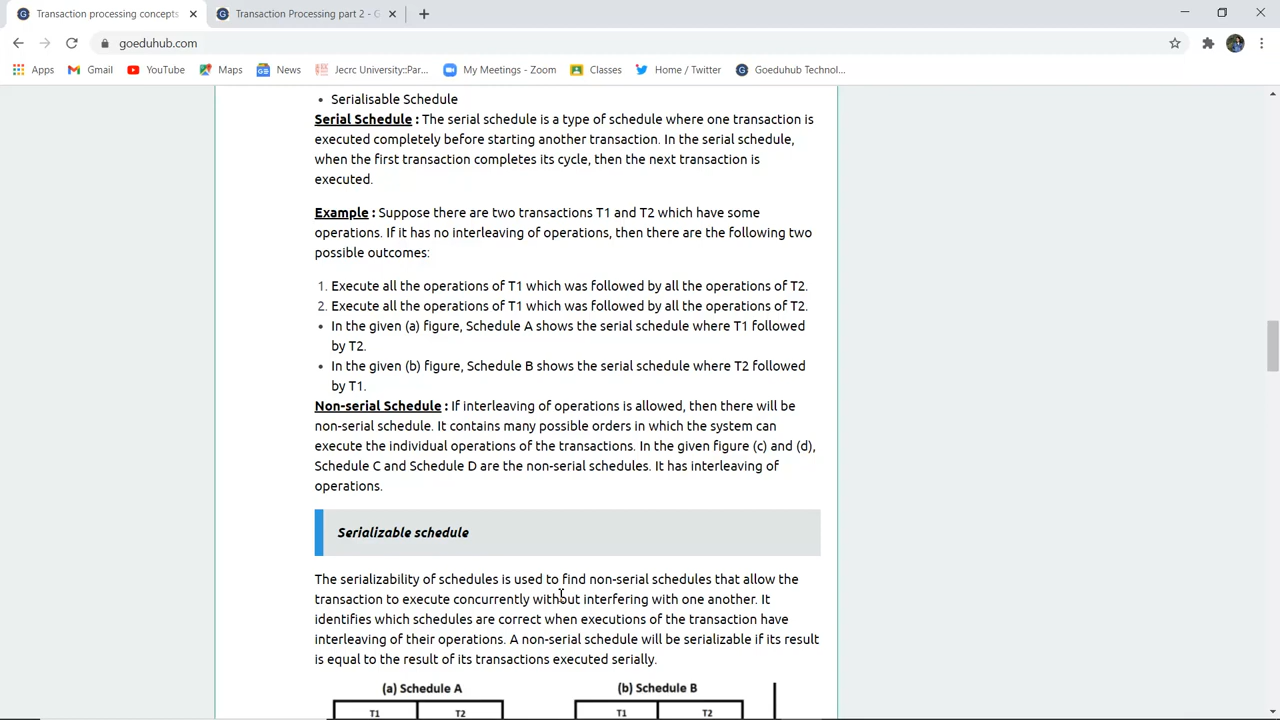 Transaction processing concepts
Transaction Processing part 2 - G
goeduhub.com
Apps
Gmail
YouTube
Maps
News
Jecrc University::Par...
My Meetings - Zoom
Classes
Home / Twitter
Goeduhub Technol...
• Serialisable Schedule
Serial Schedule : The serial schedule is a type of schedule where one transaction is
executed completely before starting another transaction. In the serial schedule,
when the first transaction completes its cycle, then the next transaction is
executed.
Example : Suppose there are two transactions T1 and T2 which have some
operations. If it has no interleaving of operations, then there are the following two
possible outcomes:
1. Execute all the operations of T1 which was followed by all the operations of T2.
2. Execute all the operations of T1 which was followed by all the operations of T2.
• In the given (a) figure, Schedule A shows the serial schedule where T1 followed
by T2.
• In the given (b) figure, Schedule B shows the serial schedule where T2 followed
by T1.
Non-serial Schedule : If interleaving of operations is allowed, then there will be
non-serial schedule. It contains many possible orders in which the system can
execute the individual operations of the transactions. In the given figure (c) and (d),
Schedule C and Schedule D are the non-serial schedules. It has interleaving of
operations.
Serializable schedule
The serializability of schedules is used to find non-serial schedules that allow the
transaction to execute concurrently without interfering with one another. It
identifies which schedules are correct when executions of the transaction have
interleaving of their operations. A non-serial schedule will be serializable if its result
is equal to the result of its transactions executed serially.
(a) Schedule A
(b) Schedule B
T1 T2
T1 T2